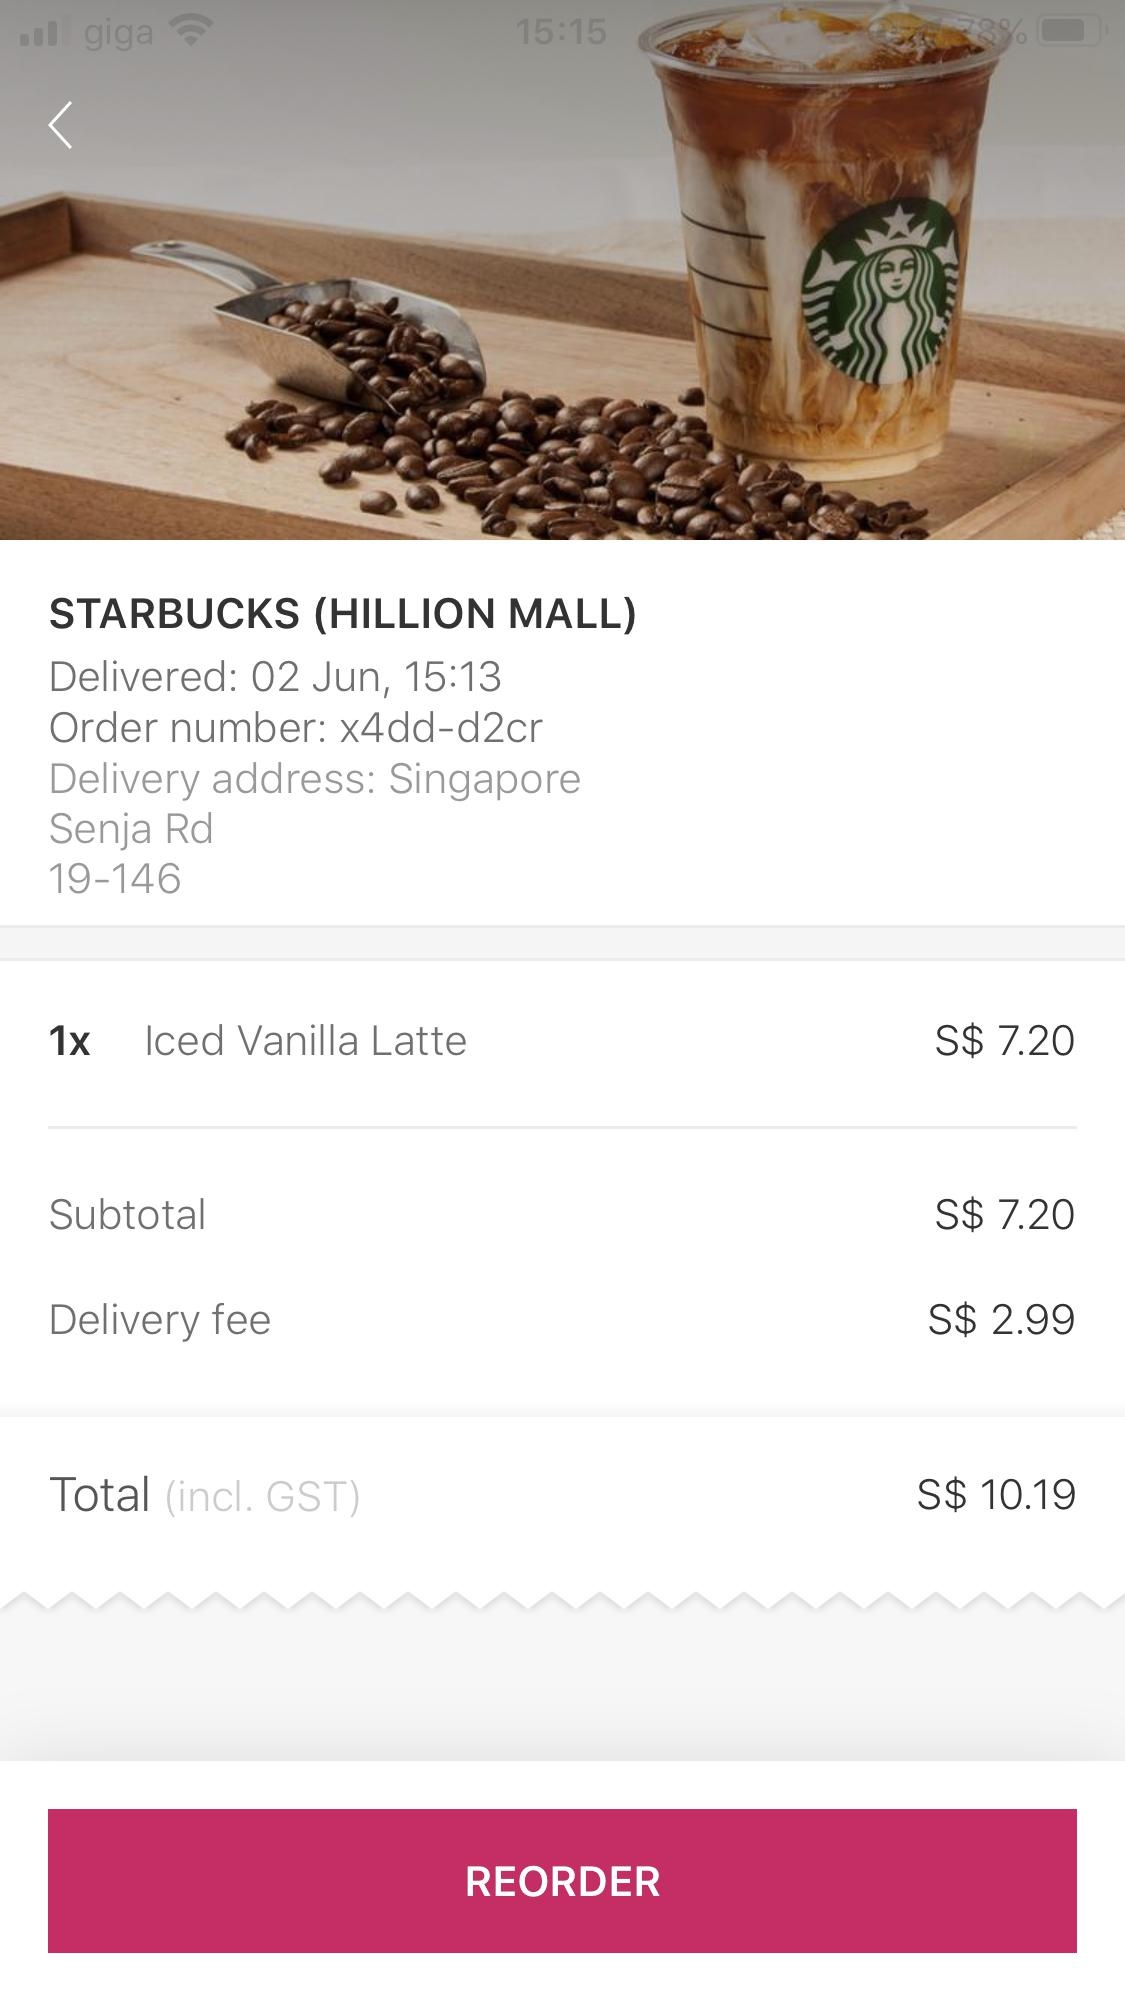 giga 15:15 78%
STARBUCKS (HILLION MALL)
Delivered: 02 Jun, 15:13
Order number: x4dd-d2cr
Delivery address: Singapore
Senja Rd
19-146
1x Iced Vanilla Latte S$ 7.20
Subtotal S$ 7.20
Delivery fee S$ 2.99
Total (incl. GST) S$ 10.19
REORDER